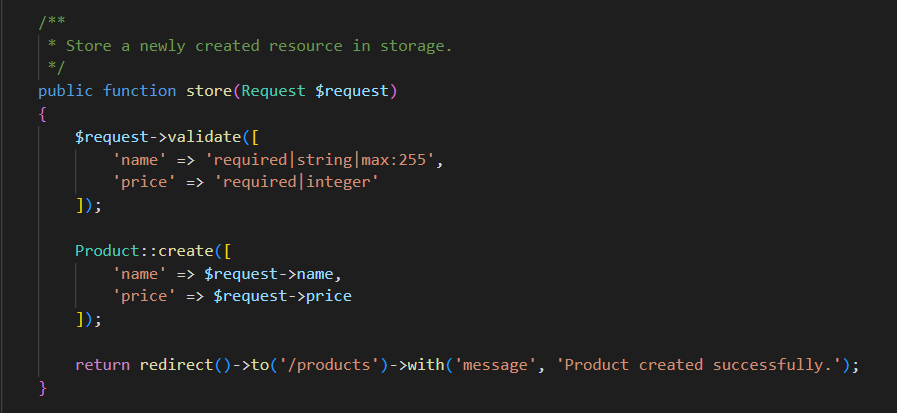 /**
 * Store a newly created resource in storage.
 */
public function store(Request $request)
{
    $request->validate([
        'name' => 'required|string|max:255',
        'price' => 'required|integer'
    ]);

    Product::create([
        'name' => $request->name,
        'price' => $request->price
    ]);

    return redirect()->to('/products')->with('message', 'Product created successfully.');
}